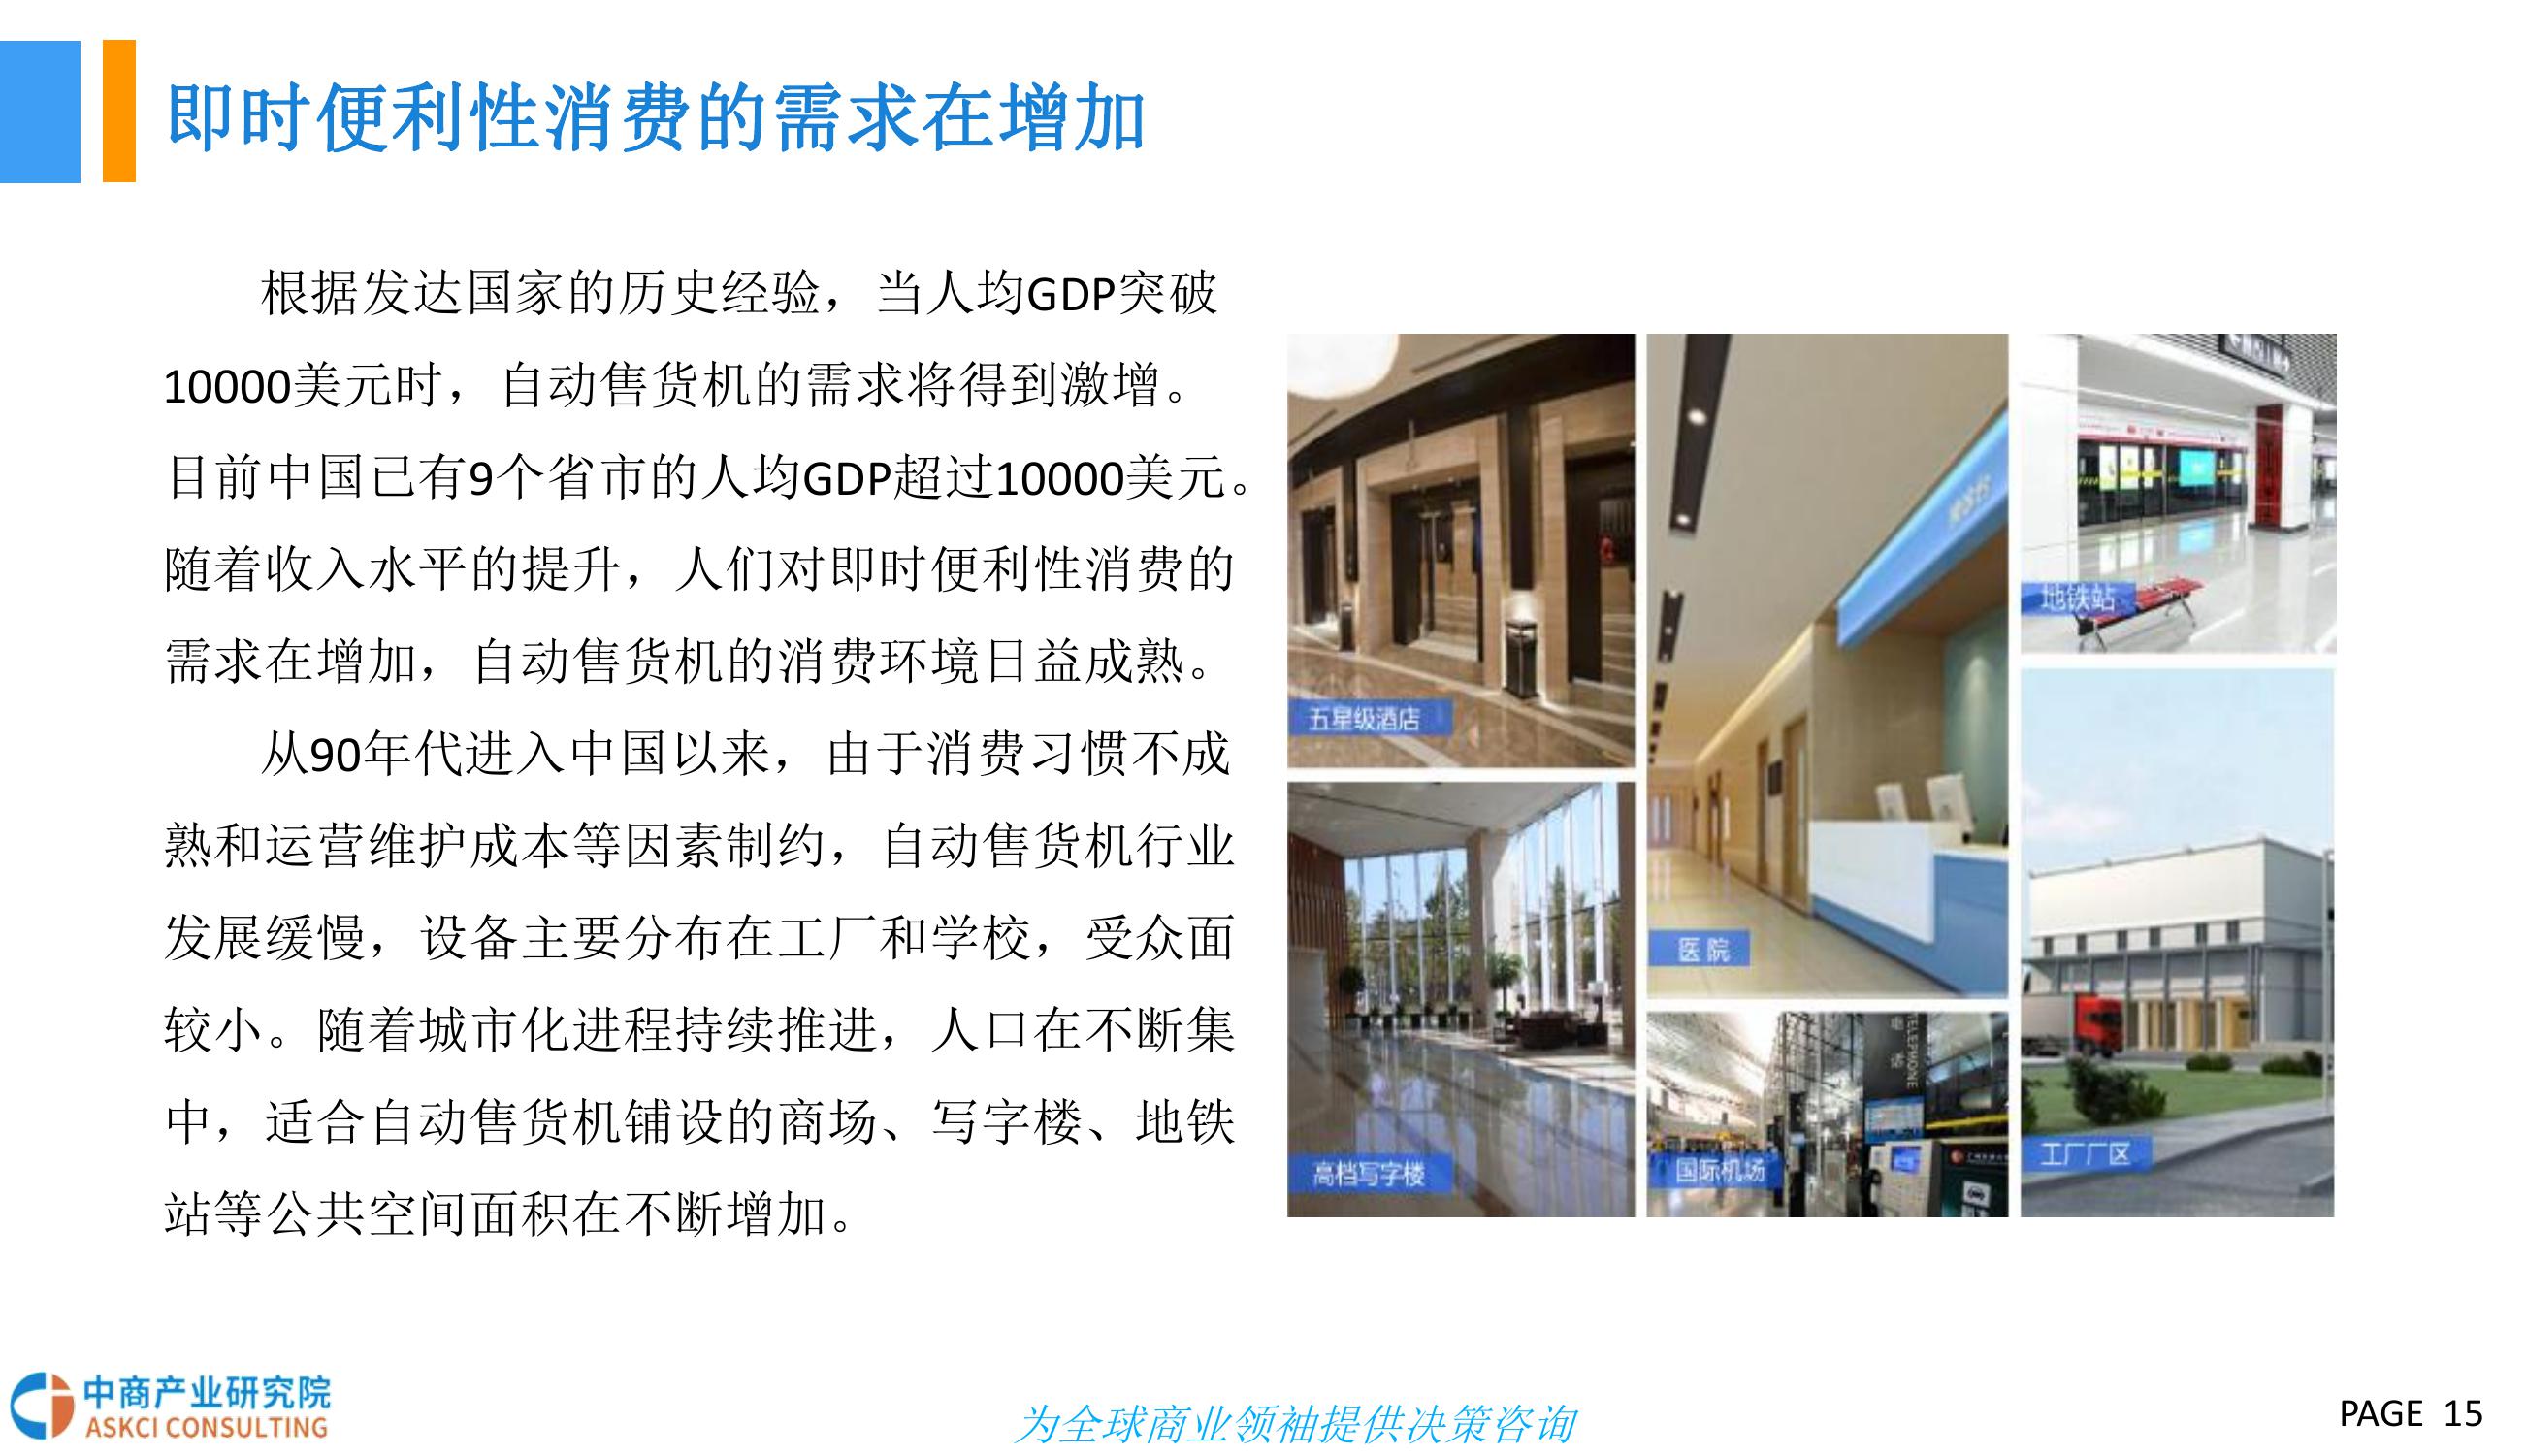 即时便利性消费的需求在增加
根据发达国家的历史经验，当人均GDP突破
10000美元时，自动售货机的需求将得到激增。
目前中国已有9个省市的人均GDP超过10000美元。
随着收入水平的提升，人们对即时便利性消费的
需求在增加，自动售货机的消费环境日益成熟。
从90年代进入中国以来，由于消费习惯不成
熟和运营维护成本等因素制约，自动售货机行业
发展缓慢，设备主要分布在工厂和学校，受众面
较小。随着城市化进程持续推进，人口在不断集
中，适合自动售货机铺设的商场、写字楼、地铁
站等公共空间面积在不断增加。
五星级酒店
高档写字楼
医院
TELEPHONE
国际机场
地铁站
工厂厂区
中商产业研究院
ASKCI CONSULTING
为全球商业领袖提供决策咨询
PAGE 15